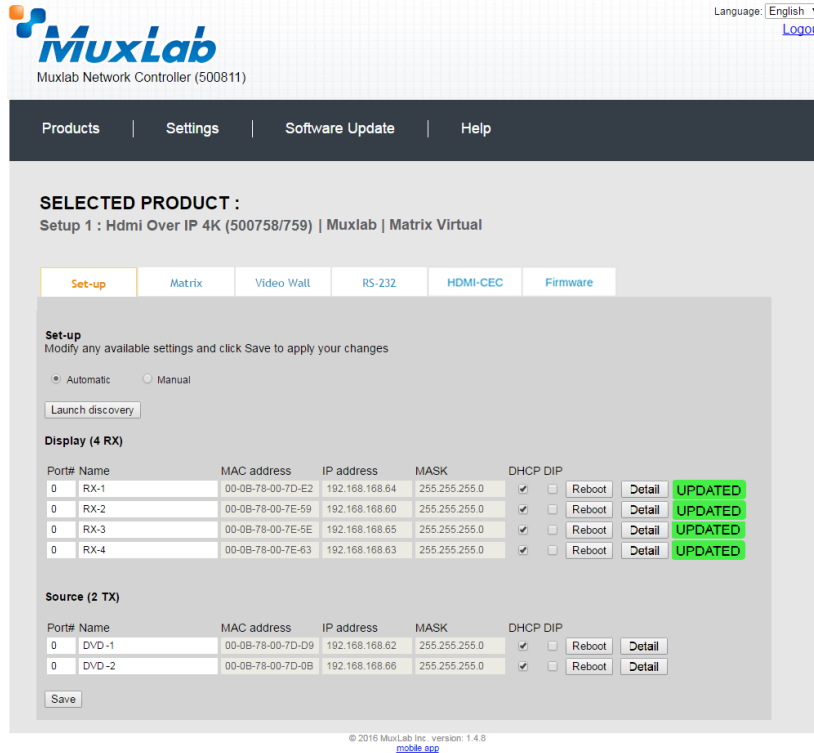 Language: English
Logou
MuxLab
Muxlab Network Controller (500811)
Products | Settings | Software Update | Help
SELECTED PRODUCT :
Setup 1 : Hdmi Over IP 4K (500758/759) | Muxlab | Matrix Virtual
Set-up Matrix Video Wall RS-232 HDMI-CEC Firmware
Set-up
Modify any available settings and click Save to apply your changes
Automatic Manual
Launch discovery
Display (4 RX)
Port# Name MAC address IP address MASK DHCP DIP
0 RX-1 00-0B-78-00-7D-E2 192.168.168.64 255.255.255.0 Reboot Detail UPDATED
0 RX-2 00-0B-78-00-7E-59 192.168.168.60 255.255.255.0 Reboot Detail UPDATED
0 RX-3 00-0B-78-00-7E-5E 192.168.168.65 255.255.255.0 Reboot Detail UPDATED
0 RX-4 00-0B-78-00-7E-63 192.168.168.63 255.255.255.0 Reboot Detail UPDATED
Source (2 TX)
Port# Name MAC address IP address MASK DHCP DIP
0 DVD-1 00-0B-78-00-7D-D9 192.168.168.62 255.255.255.0 Reboot Detail
0 DVD-2 00-0B-78-00-7D-0B 192.168.168.66 255.255.255.0 Reboot Detail
Save
© 2016 MuxLab Inc. version: 1.4.8
mobile app